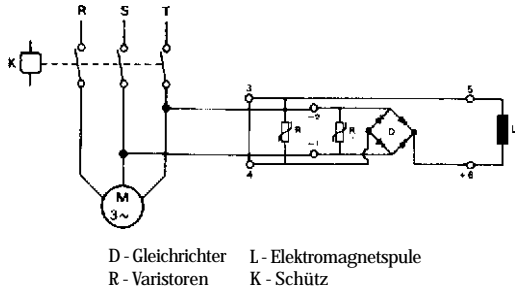 R S T
K
3 5
~2
R R D L
~1
4 +6
M
3~
D - Gleichrichter L - Elektromagnetspule
R - Varistoren K - Schütz